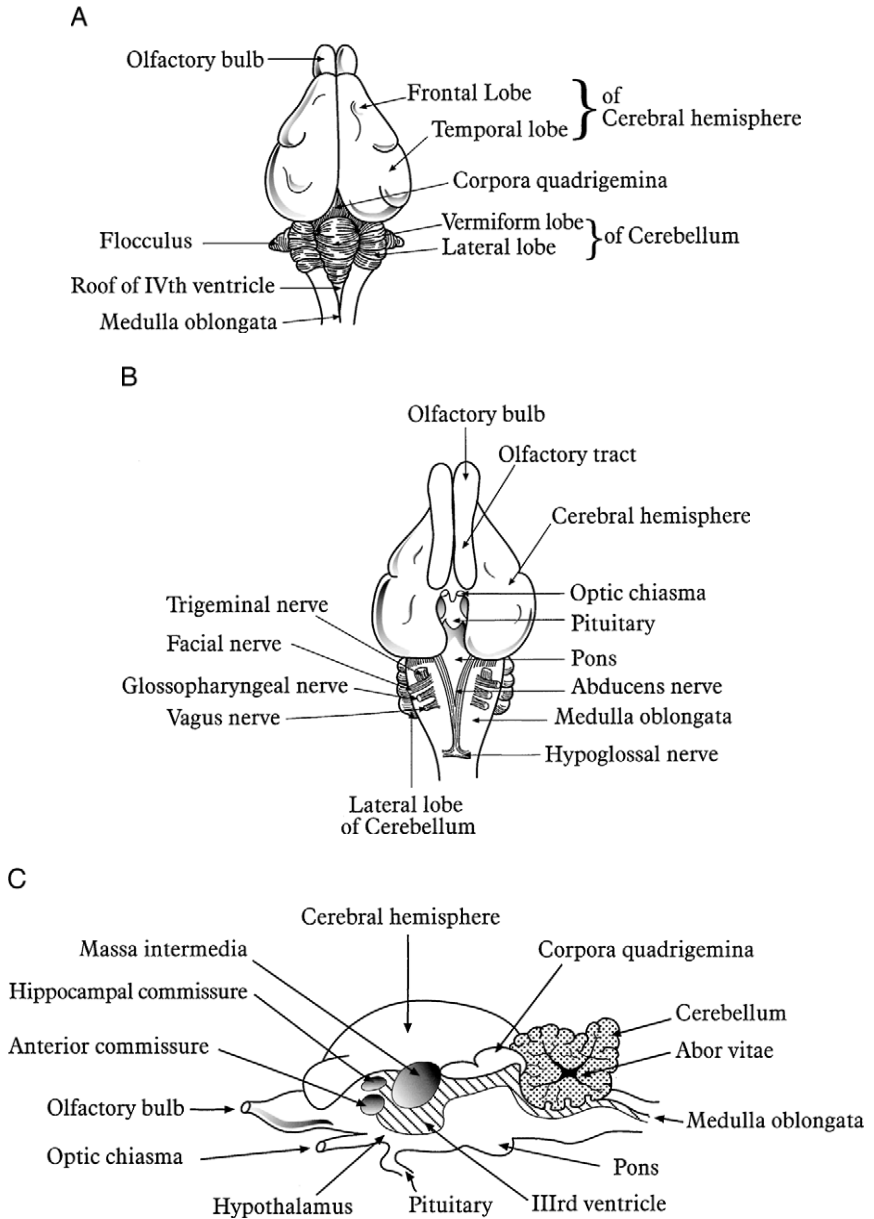 A
Olfactory bulb
Frontal Lobe
Temporal lobe
of
Cerebral hemisphere
Corpora quadrigemina
Vermiform lobe
Lateral lobe
of Cerebellum
Flocculus
Roof of IVth ventricle
Medulla oblongata
B
Olfactory bulb
Olfactory tract
Cerebral hemisphere
Optic chiasma
Pituitary
Pons
Abducens nerve
Medulla oblongata
Hypoglossal nerve
Trigeminal nerve
Facial nerve
Glossopharyngeal nerve
Vagus nerve
Lateral lobe
of Cerebellum
C
Cerebral hemisphere
Massa intermedia
Corpora quadrigemina
Hippocampal commissure
Cerebellum
Anterior commissure
Abor vitae
Olfactory bulb
Medulla oblongata
Optic chiasma
Pons
Hypothalamus
Pituitary
IIIrd ventricle